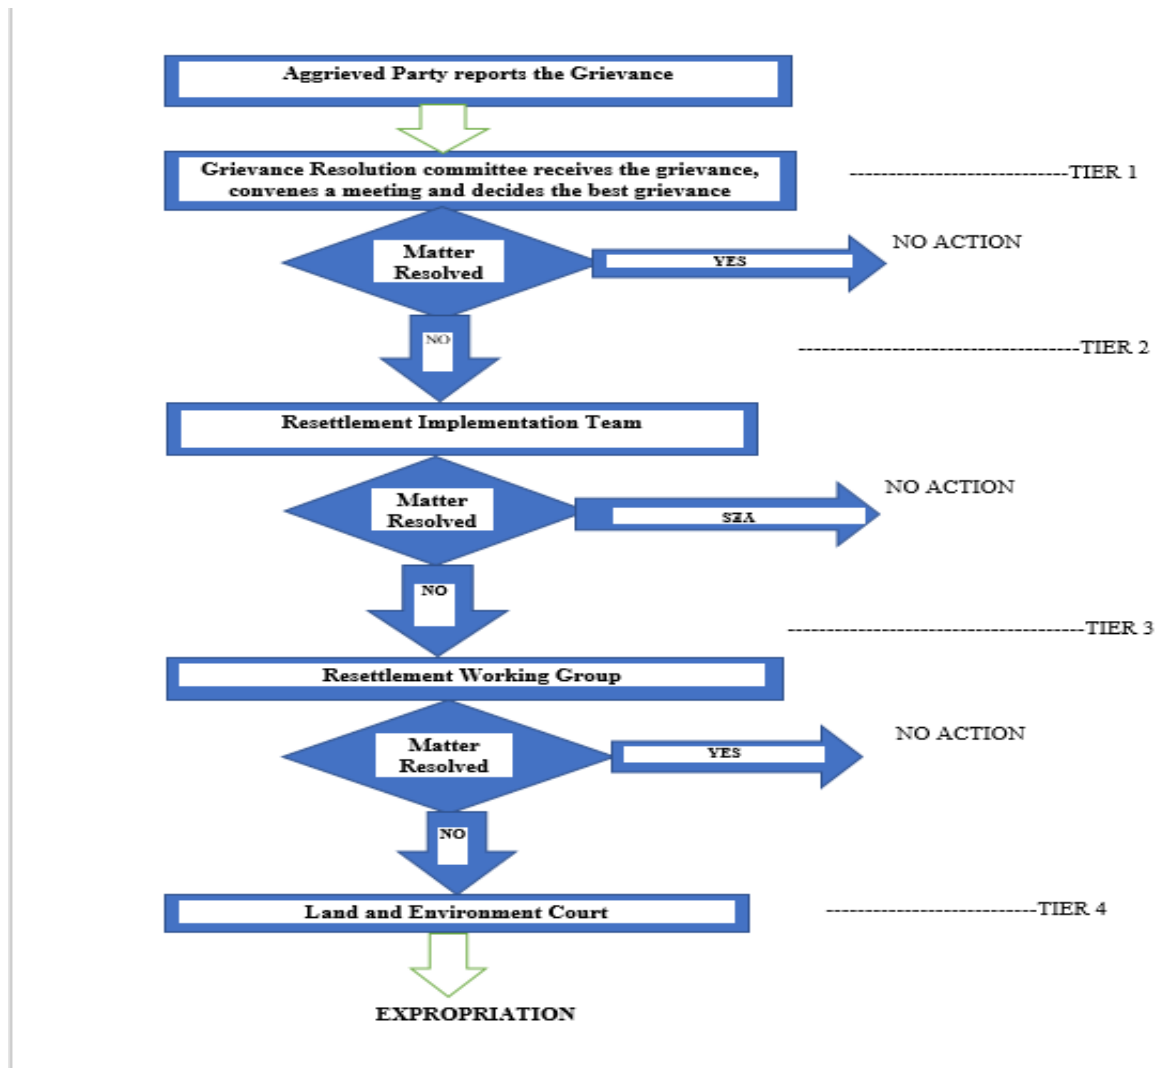 Aggrieved Party reports the Grievance
Grievance Resolution committee receives the grievance,
convenes a meeting and decides the best grievance
--------------------------TIER 1
Matter
Resolved
YES
NO ACTION
NO
----------------------------------TIER 2
Resettlement Implementation Team
Matter
Resolved
YES
NO ACTION
NO
------------------------------------TIER 3
Resettlement Working Group
Matter
Resolved
YES
NO ACTION
NO
Land and Environment Court
-------------------------TIER 4
EXPROPRIATION